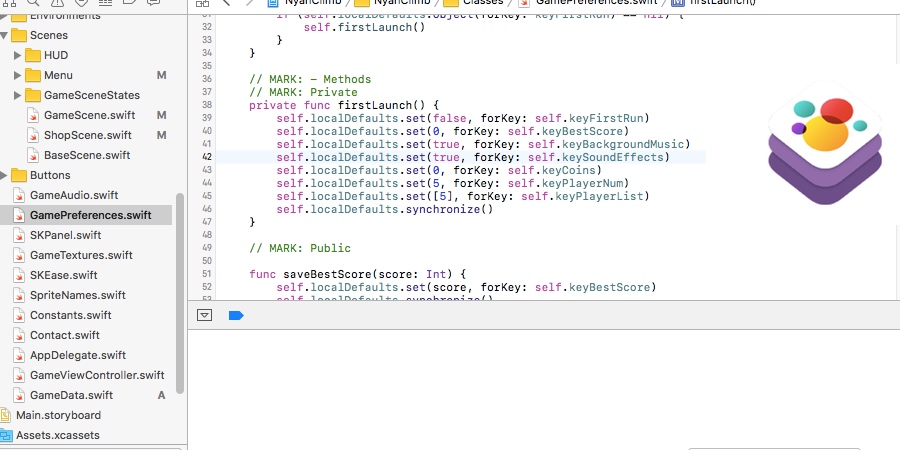 NyanClimb NyanClimb Classes GamePreferences.swift M firstLaunch()
Environments
Scenes
HUD
Menu M
GameSceneStates
GameScene.swift M
ShopScene.swift M
BaseScene.swift
Buttons
GameAudio.swift
GamePreferences.swift
SKPanel.swift
GameTextures.swift
SKEase.swift
SpriteNames.swift
Constants.swift
Contact.swift
AppDelegate.swift
GameViewController.swift
GameData.swift A
Main.storyboard
Assets.xcassets
31 if (self.localDefaults.object(forKey: keyFirstRun) == nil) {
32 self.firstLaunch()
33 }
34 }
35
36 // MARK: - Methods
37 // MARK: Private
38 private func firstLaunch() {
39 self.localDefaults.set(false, forKey: self.keyFirstRun)
40 self.localDefaults.set(0, forKey: self.keyBestScore)
41 self.localDefaults.set(true, forKey: self.keyBackgroundMusic)
42 self.localDefaults.set(true, forKey: self.keySoundEffects)
43 self.localDefaults.set(0, forKey: self.keyCoins)
44 self.localDefaults.set(5, forKey: self.keyPlayerNum)
45 self.localDefaults.set([5], forKey: self.keyPlayerList)
46 self.localDefaults.synchronize()
47 }
48
49 // MARK: Public
50
51 func saveBestScore(score: Int) {
52 self.localDefaults.set(score, forKey: self.keyBestScore)
53 self.localDefaults.synchronize()